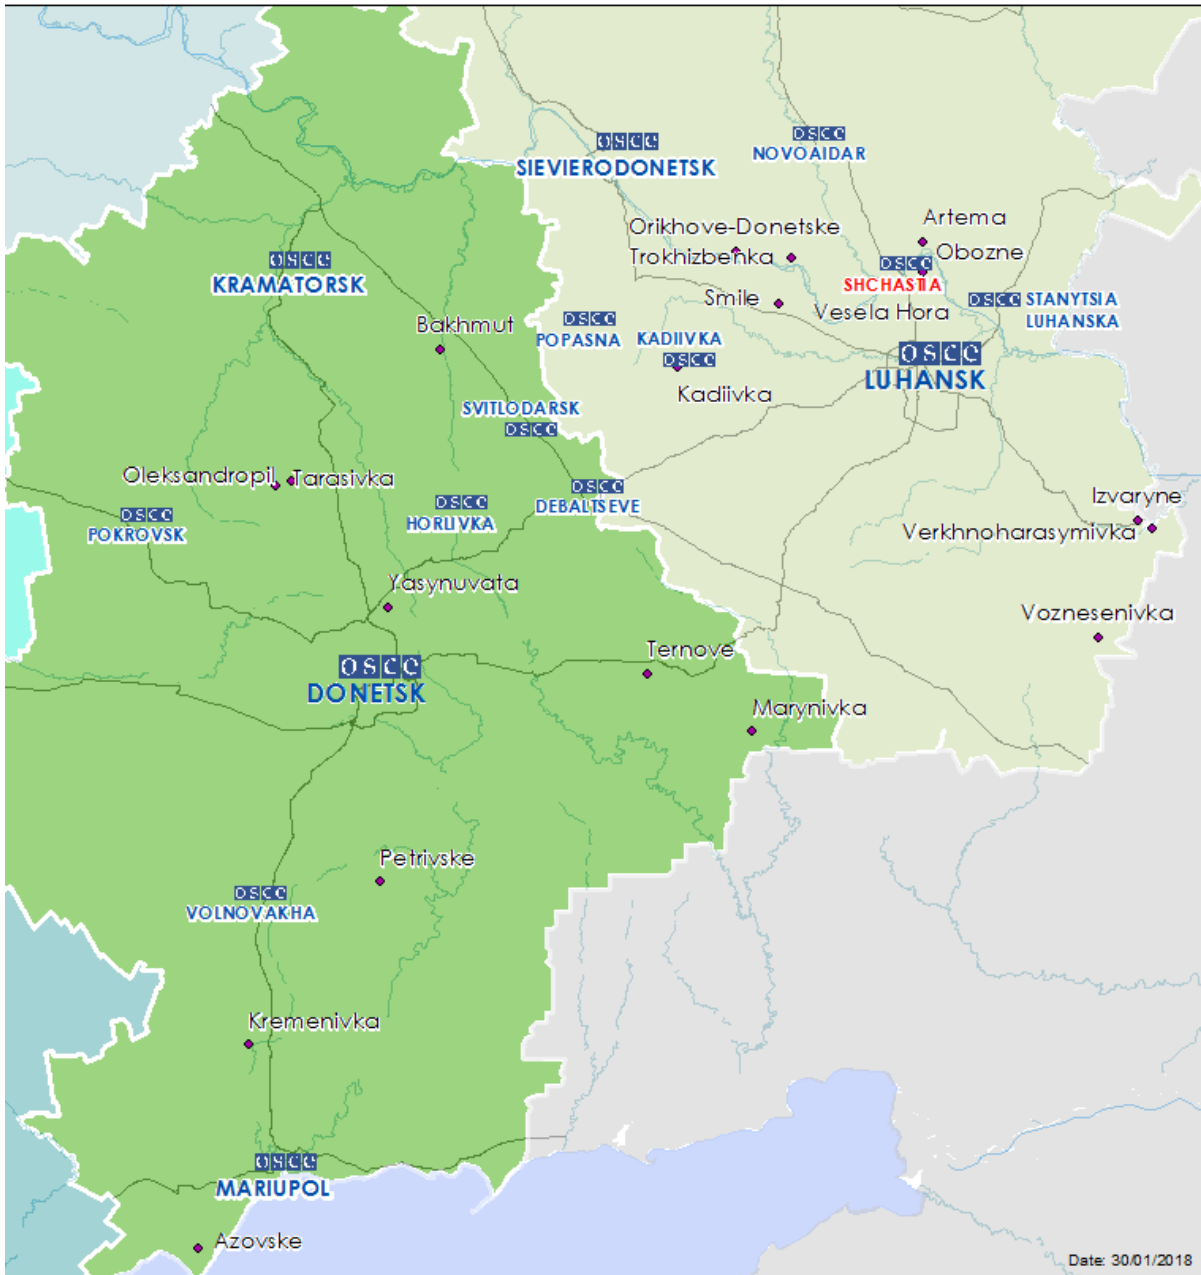 OSCE
SIEVIERODONETSK
OSCE
NOVOAIDAR
Artema
Orikhove-Donetske
Trokhizbenka
Obozne
OSCE
SHCHASTIA
OSCE
KRAMATORSK
Smile
Vesela Hora
OSCE
STANYTSIA
LUHANSKA
Bakhmut
OSCE
POPASNA
KADIIVKA
OSCE
Kadiivka
OSCE
LUHANSK
SVITLODARSK
OSCE
Oleksandropil
Tarasivka
OSCE
POKROVSK
OSCE
HORLIVKA
OSCE
DEBALTSEVE
Izvaryne
Verkhnoharasymivka
Yasynuvata
Voznesenivka
OSCE
DONETSK
Ternove
Marynivka
Petrivske
OSCE
VOLNOVAKHA
Kremenivka
OSCE
MARIUPOL
Azovske
Date: 30/01/2018